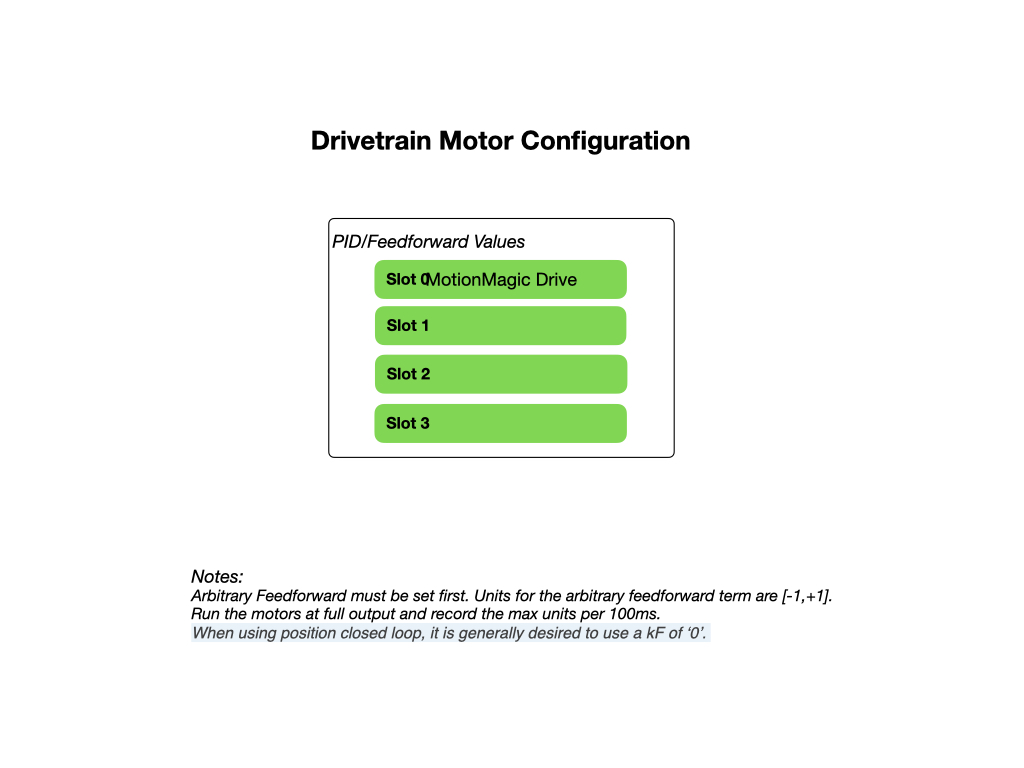 Drivetrain Motor Configuration
PID/Feedforward Values
Slot 0 MotionMagic Drive
Slot 1
Slot 2
Slot 3
Notes:
Arbitrary Feedforward must be set first. Units for the arbitrary feedforward term are [-1,+1].
Run the motors at full output and record the max units per 100ms.
When using position closed loop, it is generally desired to use a kF of ‘0’.